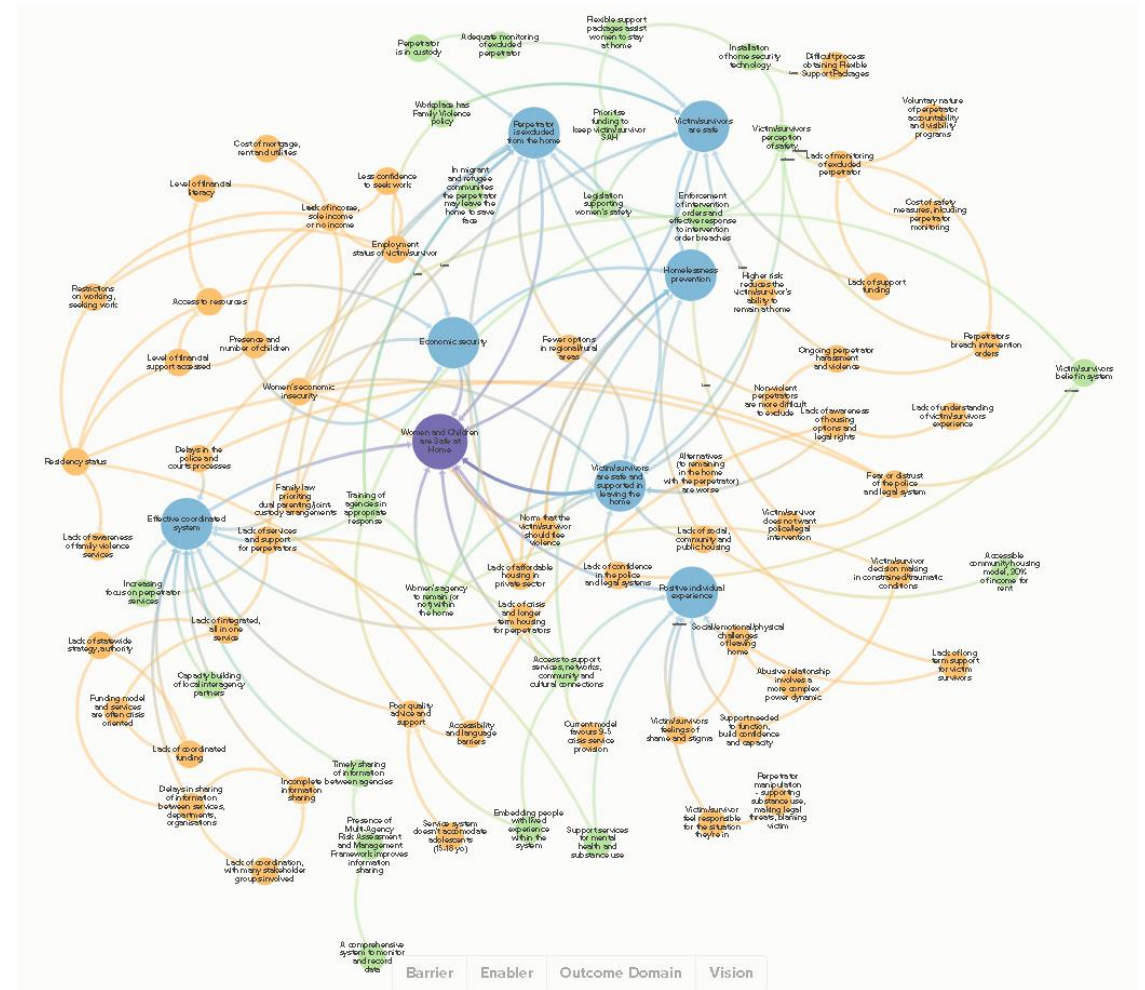 Flexible support
packages assist
women to stay
at home
Perpetrator
is in custody
Adequate monitoring
of excluded
perpetrator
Installation
of home security
technology
Difficult process
obtaining Flexible
Support Packages
Workplace has
Family Violence
policy
Perpetrator
is excluded
from the home
Prioritise
funding to
keep victim/survivor
SAH
Victim/survivors
are safe
Victim/survivors
perception
of safety
Voluntary nature
of perpetrator
accountability
and visibility
programs
Cost of mortgage,
rent and utilities
Lack of monitoring
of excluded
perpetrator
Level of financial
literacy
Less confidence
to seek work
In migrant
and refugee
communities
the perpetrator
may leave the
home to save
face
Legislation
supporting
women's safety
Enforcement
of intervention
orders and
effective response
to intervention
order breaches
Cost of safety
measures, inlcuding
perpetrator
monitoring
Lack of income,
sole income
or no income
Employment
status of victim/survivor
Homelessness
prevention
Higher risk
reduces the
victim/survivor's
ability to
remain at home
Lack of support
funding
Restrictions
on working,
seeking work
Access to resources
Presence and
number of children
Economic security
Fewer options
in regional/rural
areas
Perpetrators
breach intervention
orders
Level of financial
support accessed
Ongoing perpetrator
harassment
and violence
Victim/survivors
belief in system
Women's economic
insecurity
Non-violent
perpetrators
are more difficult
to exclude
Lack of awareness
of housing
options and
legal rights
Lack of understanding
of victim/survivors
experience
Women and Children
are Safe at
Home
Residency status
Delays in the
police and
courts processes
Victim/survivors
are safe and
supported in
leaving the
home
Alternatives
(to remaining
in the home
with the perpetrator)
are worse
Fear or distrust
of the police
and legal system
Family law
prioriting
dual parenting/joint
custody arrangements
Training of
agencies in
appropriate
response
Effective coordinated
system
Norm that the
victim/survivor
should flee
violence
Victim/survivor
does not want
police/legal
intervention
Lack of awareness
of family violence
services
Lack of services
and support
for perpetrators
Lack of social,
community and
public housing
Increasing
focus on perpetrator
services
Women's agency
to remain (or
not) within
the home
Lack of affordable
housing in
private sector
Lack of confidence
in the police
and legal systems
Positive individual
experience
Victim/survivor
decision making
in constrained/traumatic
conditions
Accessible
community housing
model, 30%
of income for
rent
Lack of statewide
strategy, authority
Lack of integrated,
all in one
service
Lack of crisis
and longer
term housing
for perpetrators
Social/emotional/physical
challenges
of leaving
home
Capacity building
of local interagency
partners
Access to support
services, networks,
community and
cultural connections
Abusive relationship
involves a
more complex
power dynamic
Lack of long
term support
for victim
survivors
Funding model
and services
are often crisis
oriented
Poor quality
advice and
support
Accessibility
and language
barriers
Current model
favours 9-5
crisis service
provision
Victim/survivors
feelings of
shame and stigma
Support needed
to function,
build confidence
and capacity
Lack of coordinated
funding
Timely sharing
of information
between agencies
Delays in sharing
of information
between services,
departments,
organisations
Incomplete
information
sharing
Perpetrator
manipulation
- supporting
substance use,
making legal
threats, blaming
victim
Presence of
Multi-Agency
Risk Assessment
and Management
Framework improves
information
sharing
Service system
doesn't accomodate
adolescents
(15-18 yo)
Embedding people
with lived
experience
within the
system
Support services
for mental
health and
substance use
Victim/survivor
feel responsible
for the situation
they're in
Lack of coordination,
with many stakeholder
groups involved
A comprehensive
system to monitor
and record
data
Barrier
Enabler
Outcome Domain
Vision